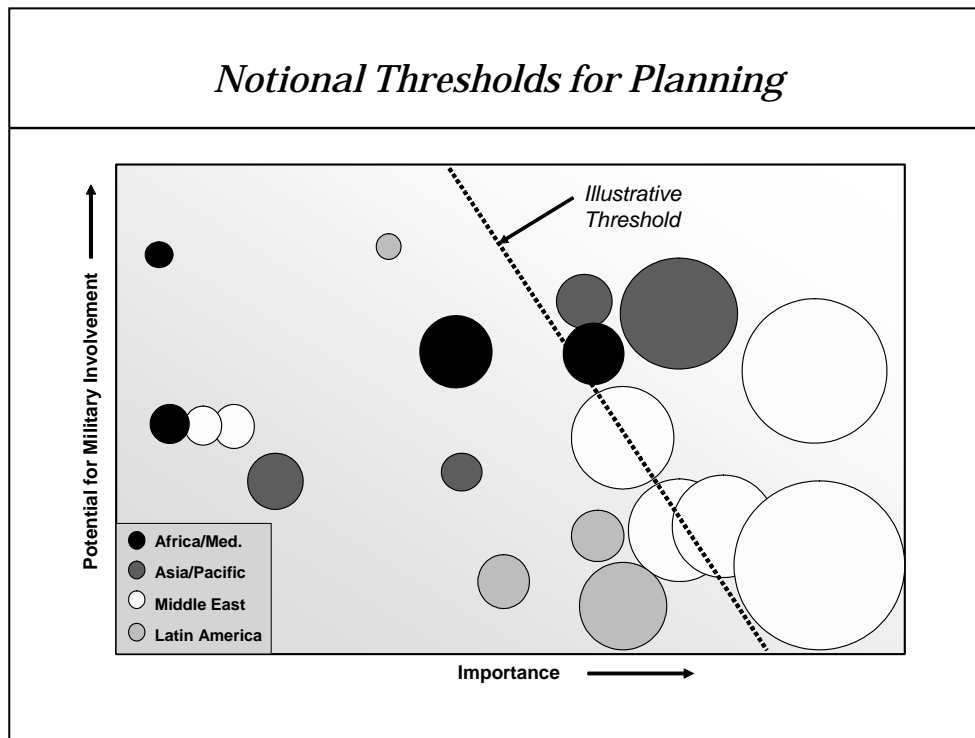 Notional Thresholds for Planning
Illustrative
Threshold
Potential for Military Involvement
Africa/Med.
Asia/Pacific
Middle East
Latin America
Importance